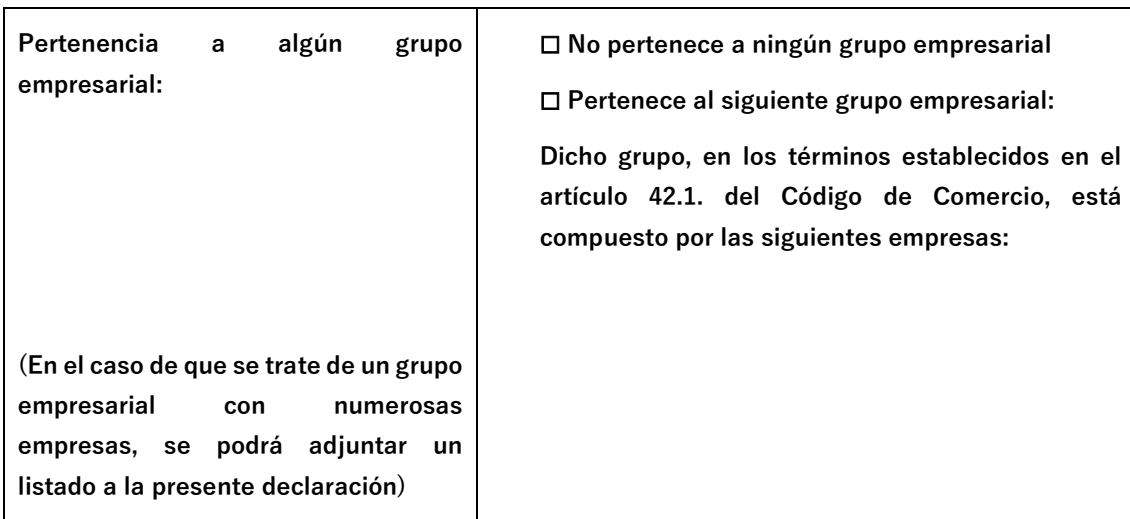 Pertenencia a algún grupo
empresarial:
(En el caso de que se trate de un grupo
empresarial con numerosas
empresas, se podrá adjuntar un
listado a la presente declaración)
☐ No pertenece a ningún grupo empresarial
☐ Pertenece al siguiente grupo empresarial:
Dicho grupo, en los términos establecidos en el
artículo 42.1. del Código de Comercio, está
compuesto por las siguientes empresas: